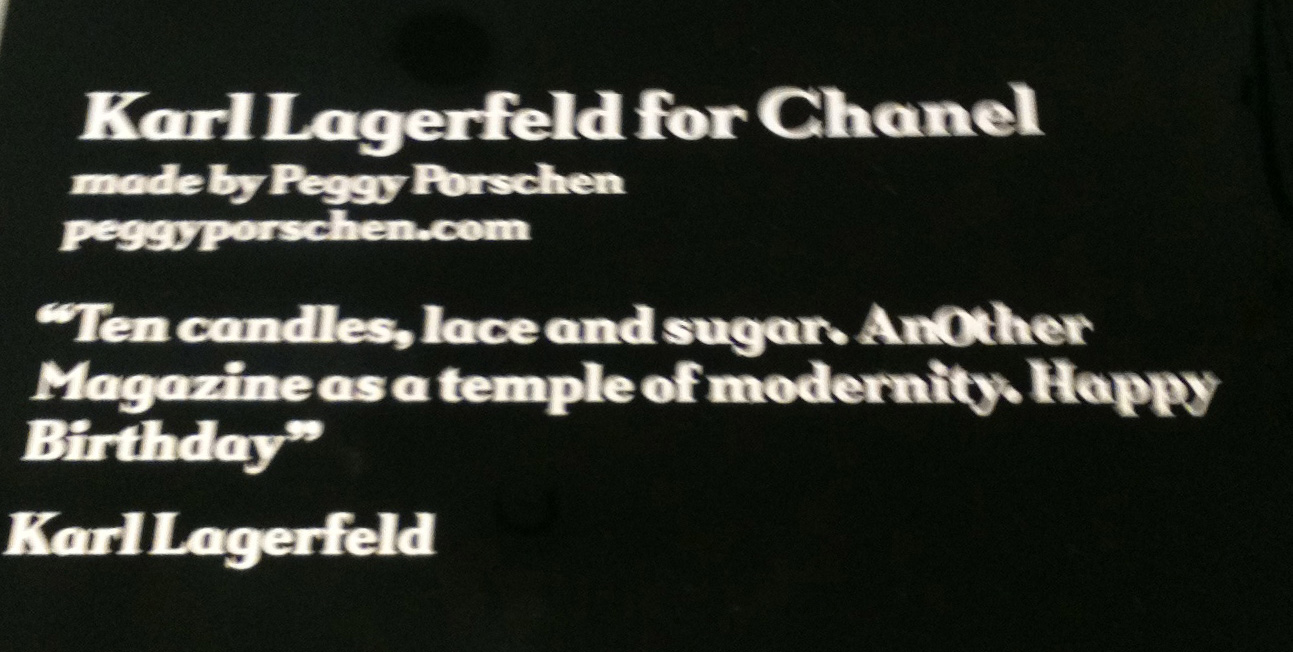 Karl Lagerfeld for Chanel
made by Peggy Porschen
peggyporschen.com
“Ten candles, lace and sugar. AnOther
Magazine as a temple of modernity. Happy
Birthday”
Karl Lagerfeld